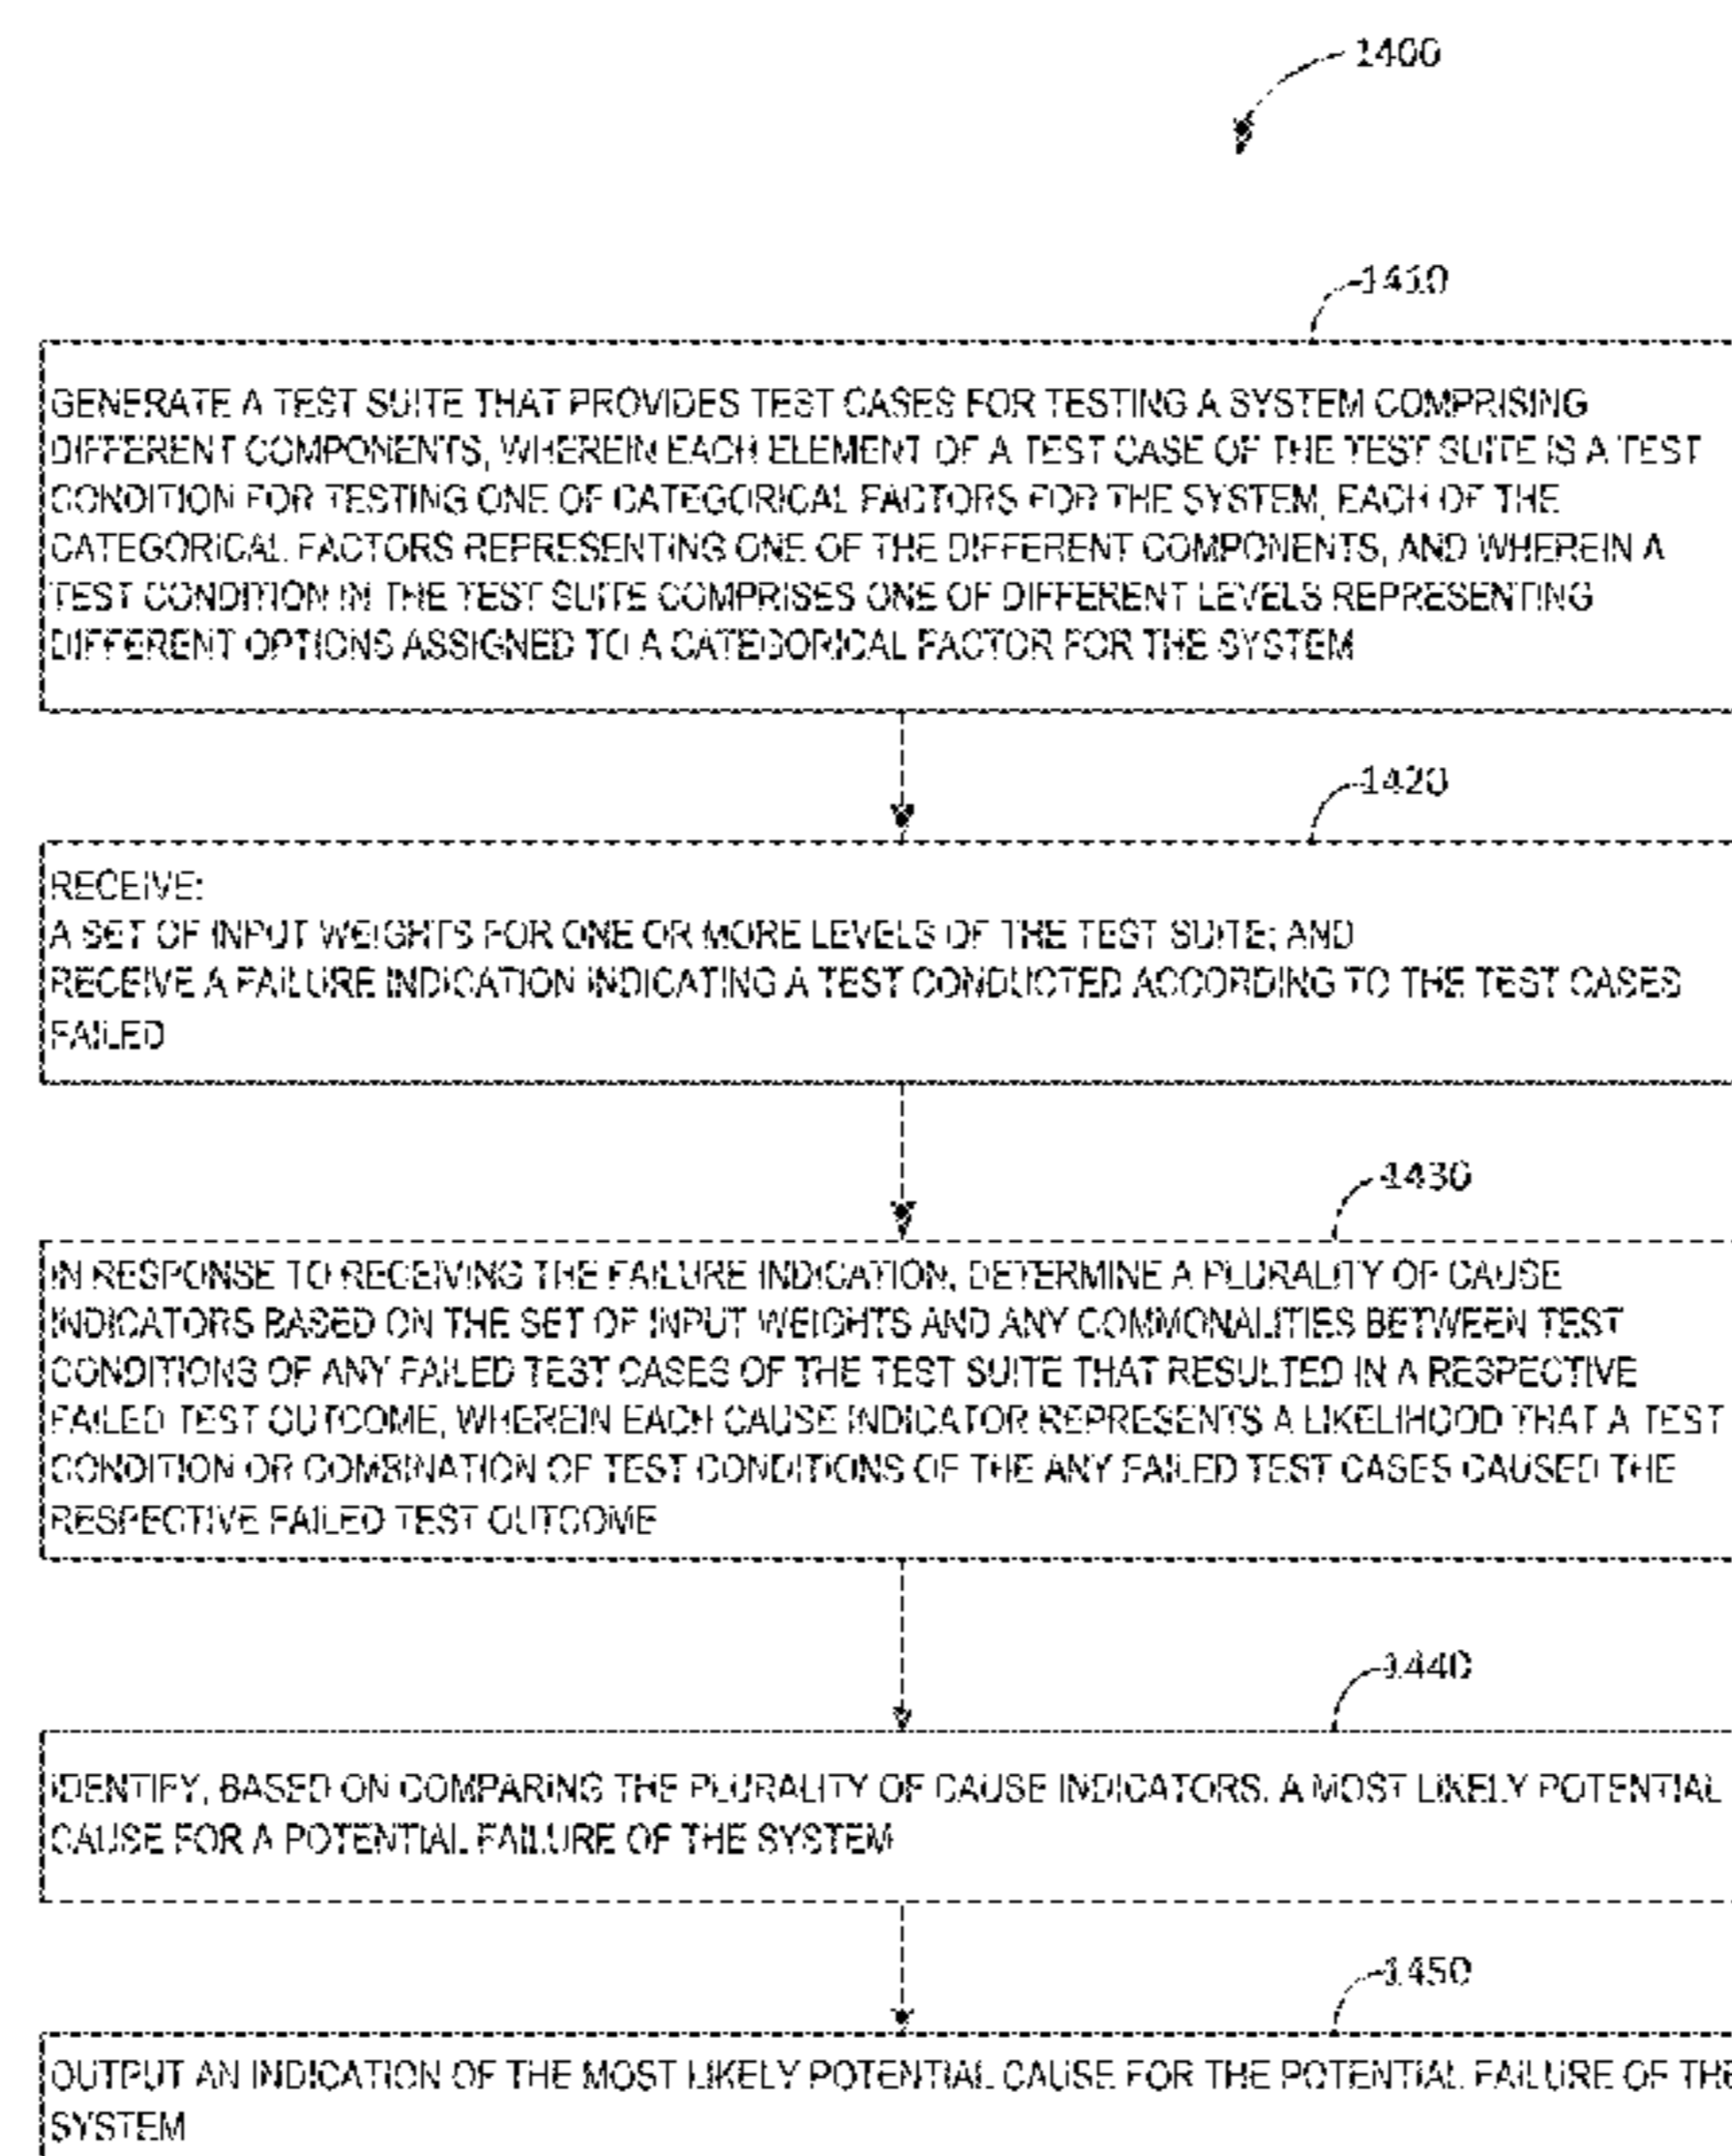 1400
1410
GENERATE A TEST SUITE THAT PROVIDES TEST CASES FOR TESTING A SYSTEM COMPRISING
DIFFERENT COMPONENTS, WHEREIN EACH ELEMENT OF A TEST CASE OF THE TEST SUITE IS A TEST
CONDITION FOR TESTING ONE OF CATEGORICAL FACTORS FOR THE SYSTEM, EACH OF THE
CATEGORICAL FACTORS REPRESENTING ONE OF THE DIFFERENT COMPONENTS, AND WHEREIN A
TEST CONDITION IN THE TEST SUITE COMPRISES ONE OF DIFFERENT LEVELS REPRESENTING
DIFFERENT OPTIONS ASSIGNED TO A CATEGORICAL FACTOR FOR THE SYSTEM
1420
RECEIVE:
A SET OF INPUT WEIGHTS FOR ONE OR MORE LEVELS OF THE TEST SUITE; AND
RECEIVE A FAILURE INDICATION INDICATING A TEST CONDUCTED ACCORDING TO THE TEST CASES
FAILED
1430
IN RESPONSE TO RECEIVING THE FAILURE INDICATION, DETERMINE A PLURALITY OF CAUSE
INDICATORS BASED ON THE SET OF INPUT WEIGHTS AND ANY COMMONALITIES BETWEEN TEST
CONDITIONS OF ANY FAILED TEST CASES OF THE TEST SUITE THAT RESULTED IN A RESPECTIVE
FAILED TEST OUTCOME, WHEREIN EACH CAUSE INDICATOR REPRESENTS A LIKELIHOOD THAT A TEST
CONDITION OR COMBINATION OF TEST CONDITIONS OF THE ANY FAILED TEST CASES CAUSED THE
RESPECTIVE FAILED TEST OUTCOME
1440
IDENTIFY, BASED ON COMPARING THE PLURALITY OF CAUSE INDICATORS, A MOST LIKELY POTENTIAL
CAUSE FOR A POTENTIAL FAILURE OF THE SYSTEM
1450
OUTPUT AN INDICATION OF THE MOST LIKELY POTENTIAL CAUSE FOR THE POTENTIAL FAILURE OF THE
SYSTEM